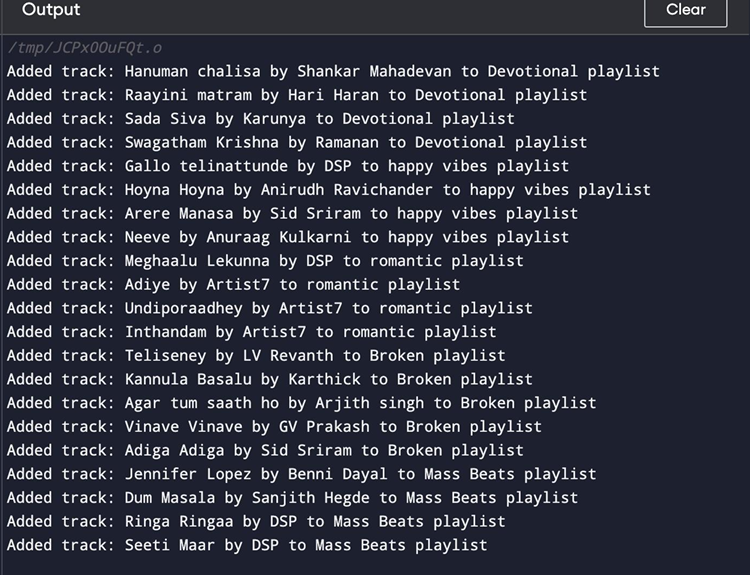 Output
Clear
/tmp/JCPx0OuFQt.o
Added track: Hanuman chalisa by Shankar Mahadevan to Devotional playlist
Added track: Raayini matram by Hari Haran to Devotional playlist
Added track: Sada Siva by Karunya to Devotional playlist
Added track: Swagatham Krishna by Ramanan to Devotional playlist
Added track: Gallo telinattunde by DSP to happy vibes playlist
Added track: Hoyna Hoyna by Anirudh Ravichander to happy vibes playlist
Added track: Arere Manasa by Sid Sriram to happy vibes playlist
Added track: Neeve by Anuraag Kulkarni to happy vibes playlist
Added track: Meghaalu Lekunna by DSP to romantic playlist
Added track: Adiye by Artist7 to romantic playlist
Added track: Undiporaadhey by Artist7 to romantic playlist
Added track: Inthandam by Artist7 to romantic playlist
Added track: Teliseney by LV Revanth to Broken playlist
Added track: Kannula Basalu by Karthick to Broken playlist
Added track: Agar tum saath ho by Arjith singh to Broken playlist
Added track: Vinave Vinave by GV Prakash to Broken playlist
Added track: Adiga Adiga by Sid Sriram to Broken playlist
Added track: Jennifer Lopez by Benni Dayal to Mass Beats playlist
Added track: Dum Masala by Sanjith Hegde to Mass Beats playlist
Added track: Ringa Ringaa by DSP to Mass Beats playlist
Added track: Seeti Maar by DSP to Mass Beats playlist